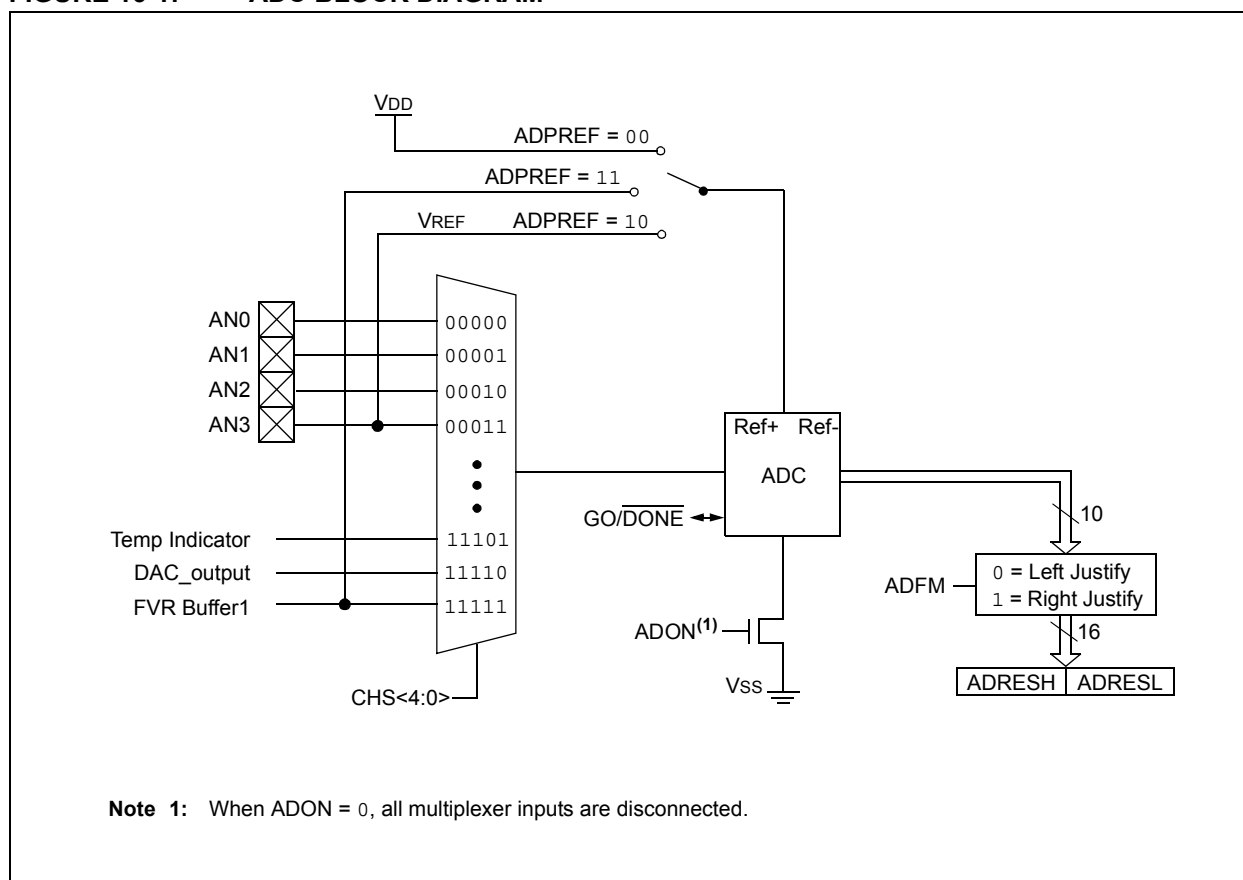 VDD
ADPREF = 00
ADPREF = 11
VREF ADPREF = 10
AN0
AN1
AN2
AN3
00000
00001
00010
00011
Temp Indicator
DAC_output
FVR Buffer1
11101
11110
11111
CHS<4:0>
Ref+ Ref-
ADC
GO/DONE
ADON(1)
VSS
10
ADFM
0 = Left Justify
1 = Right Justify
16
ADRESH ADRESL
Note 1: When ADON = 0, all multiplexer inputs are disconnected.